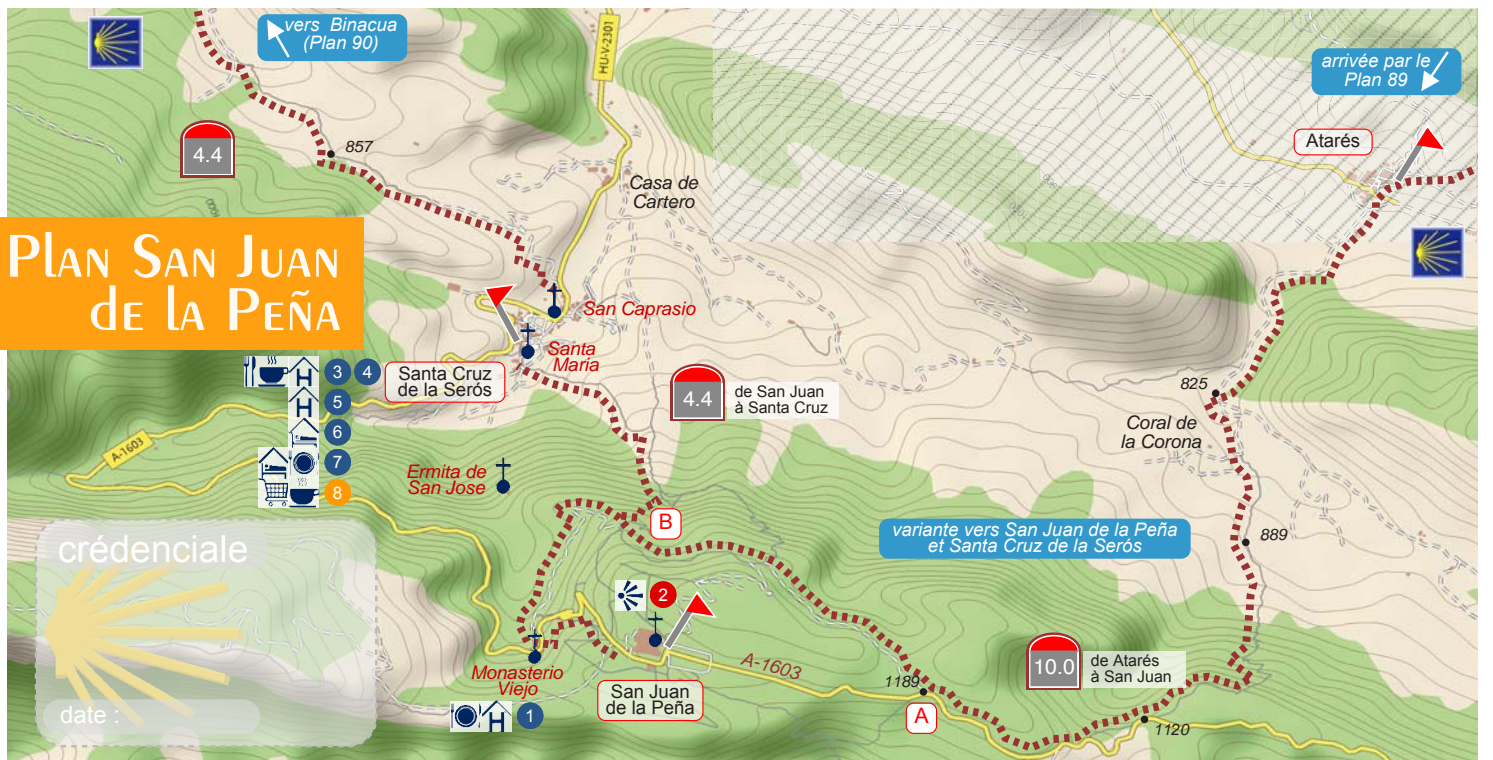 vers Binacua
(Plan 90)
HU-V-2301
arrivée par le
Plan 89
Atarés
857
4.4
Casa de
Cartero
Plan San Juan
de la Peña
San Caprasio
Santa
Maria
Santa Cruz
de la Serós
3 4
5
6
7
8
A-1603
4.4
de San Juan
à Santa Cruz
825
Coral de
la Corona
Ermita de
San Jose
B
variante vers San Juan de la Peña
et Santa Cruz de la Serós
889
crédenciale
date :
2
Monasterio
Viejo
1
San Juan
de la Peña
A-1603
1189
A
10.0
de Atarés
à San Juan
1120